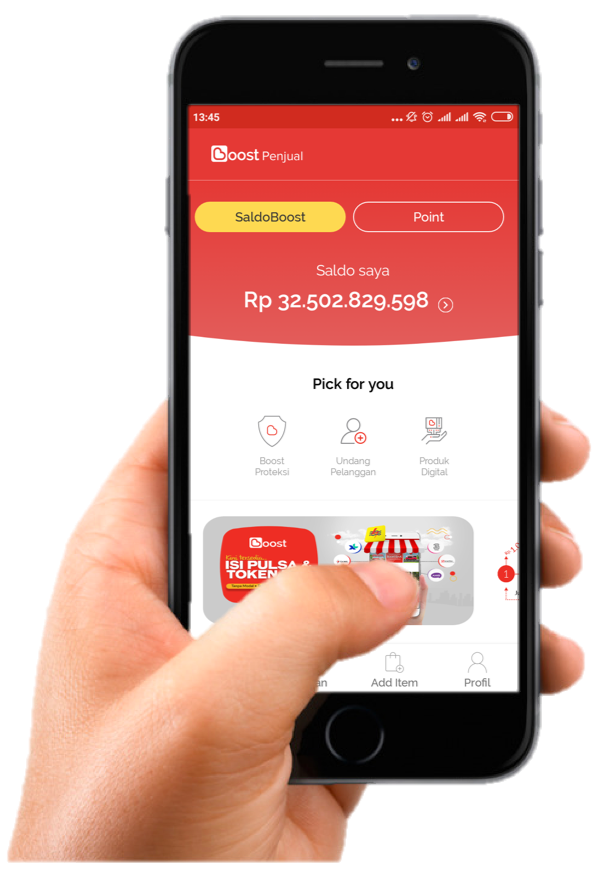 13:45
Boost Penjual
SaldoBoost Point
Saldo saya
Rp 32.502.829.598
Pick for you
Boost Proteksi
Undang Pelanggan
Produk Digital
Boost
ISI PULSA &
TOKEN
1
an Add Item Profil